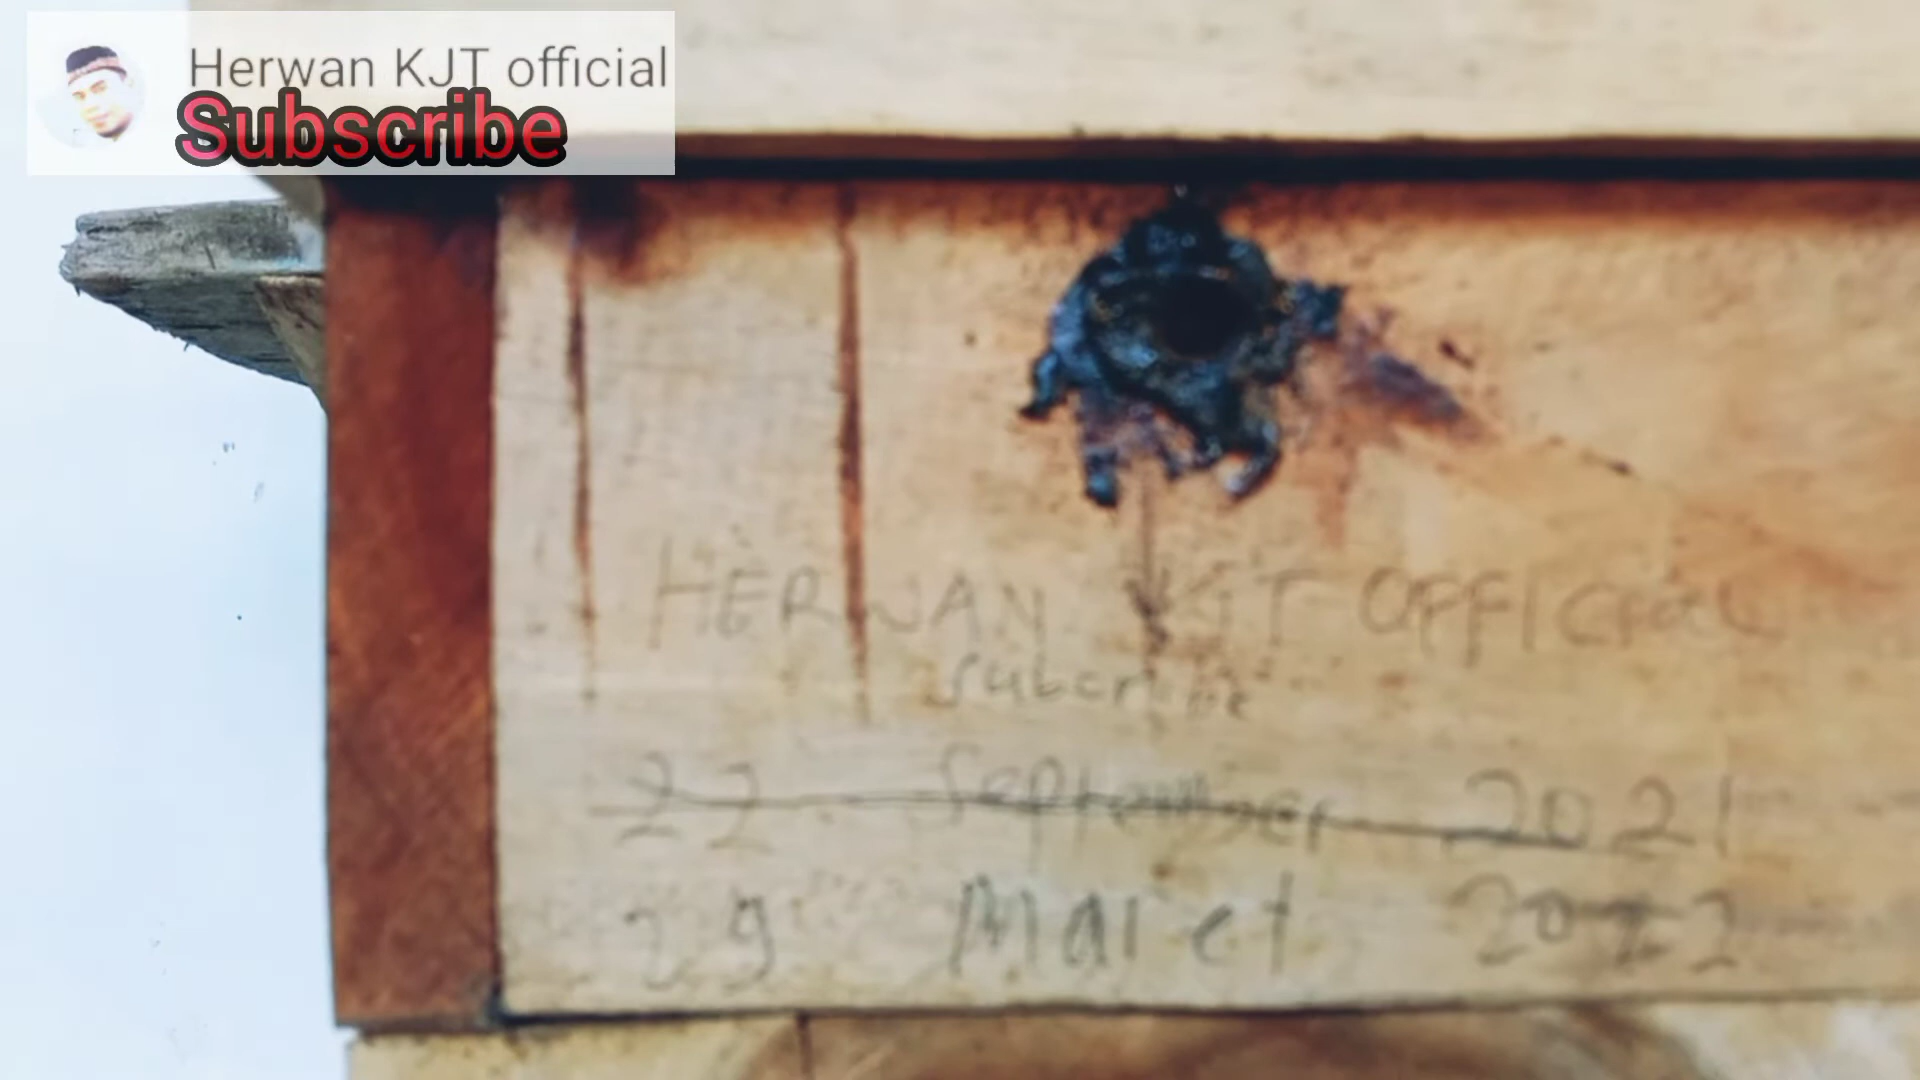 Herwan KJT official
Subscribe
HERWAN KJT OFFICIAL
Subcribe
22 September 2021
29 Maret 2022